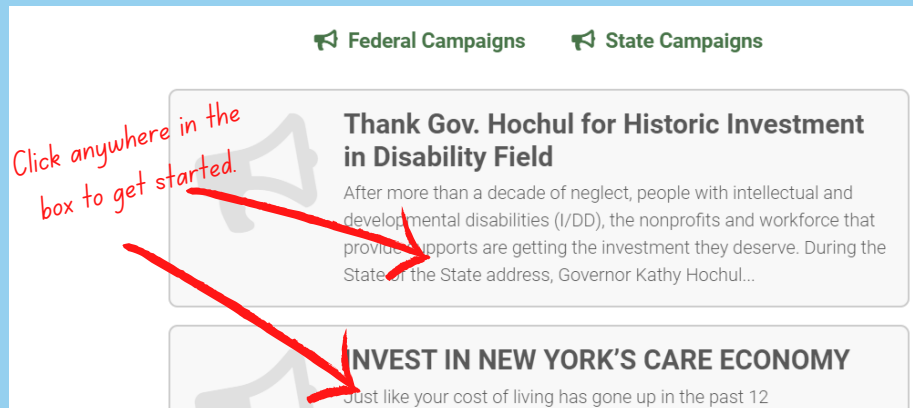 Federal Campaigns State Campaigns
Click anywhere in the
box to get started.
Thank Gov. Hochul for Historic Investment
in Disability Field
After more than a decade of neglect, people with intellectual and
developmental disabilities (I/DD), the nonprofits and workforce that
provide supports are getting the investment they deserve. During the
State of the State address, Governor Kathy Hochul...
INVEST IN NEW YORK’S CARE ECONOMY
Just like your cost of living has gone up in the past 12